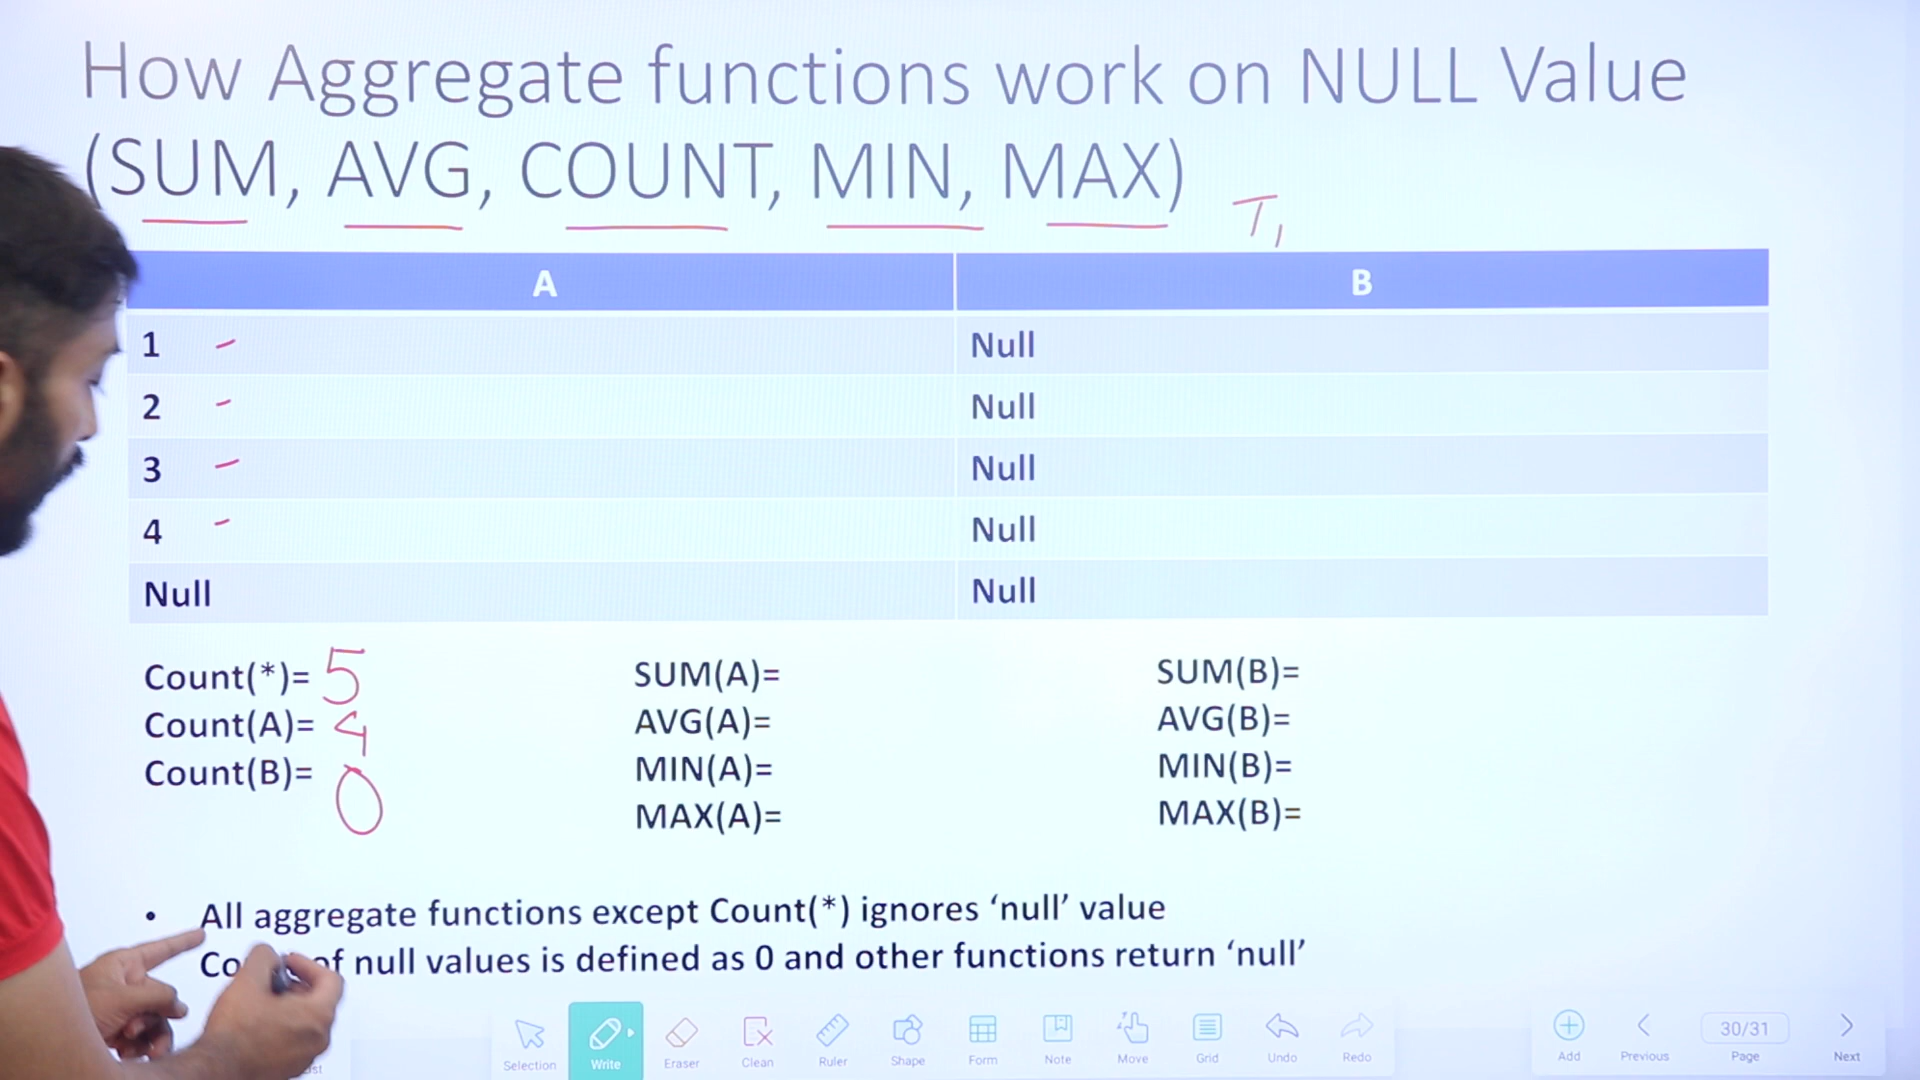 How Aggregate functions work on NULL Value
(SUM, AVG, COUNT, MIN, MAX)
T1
A B
1 Null
2 Null
3 Null
4 Null
Null Null
Count(*)= 5 SUM(A)= SUM(B)=
Count(A)= 4 AVG(A)= AVG(B)=
Count(B)= 0 MIN(A)= MIN(B)=
MAX(A)= MAX(B)=
• All aggregate functions except Count(*) ignores ‘null’ value
of null values is defined as 0 and other functions return ‘null’
Selection Write Eraser Clean Ruler Shape Form Note Move Grid Undo Redo Add Previous 30/31 Page Next